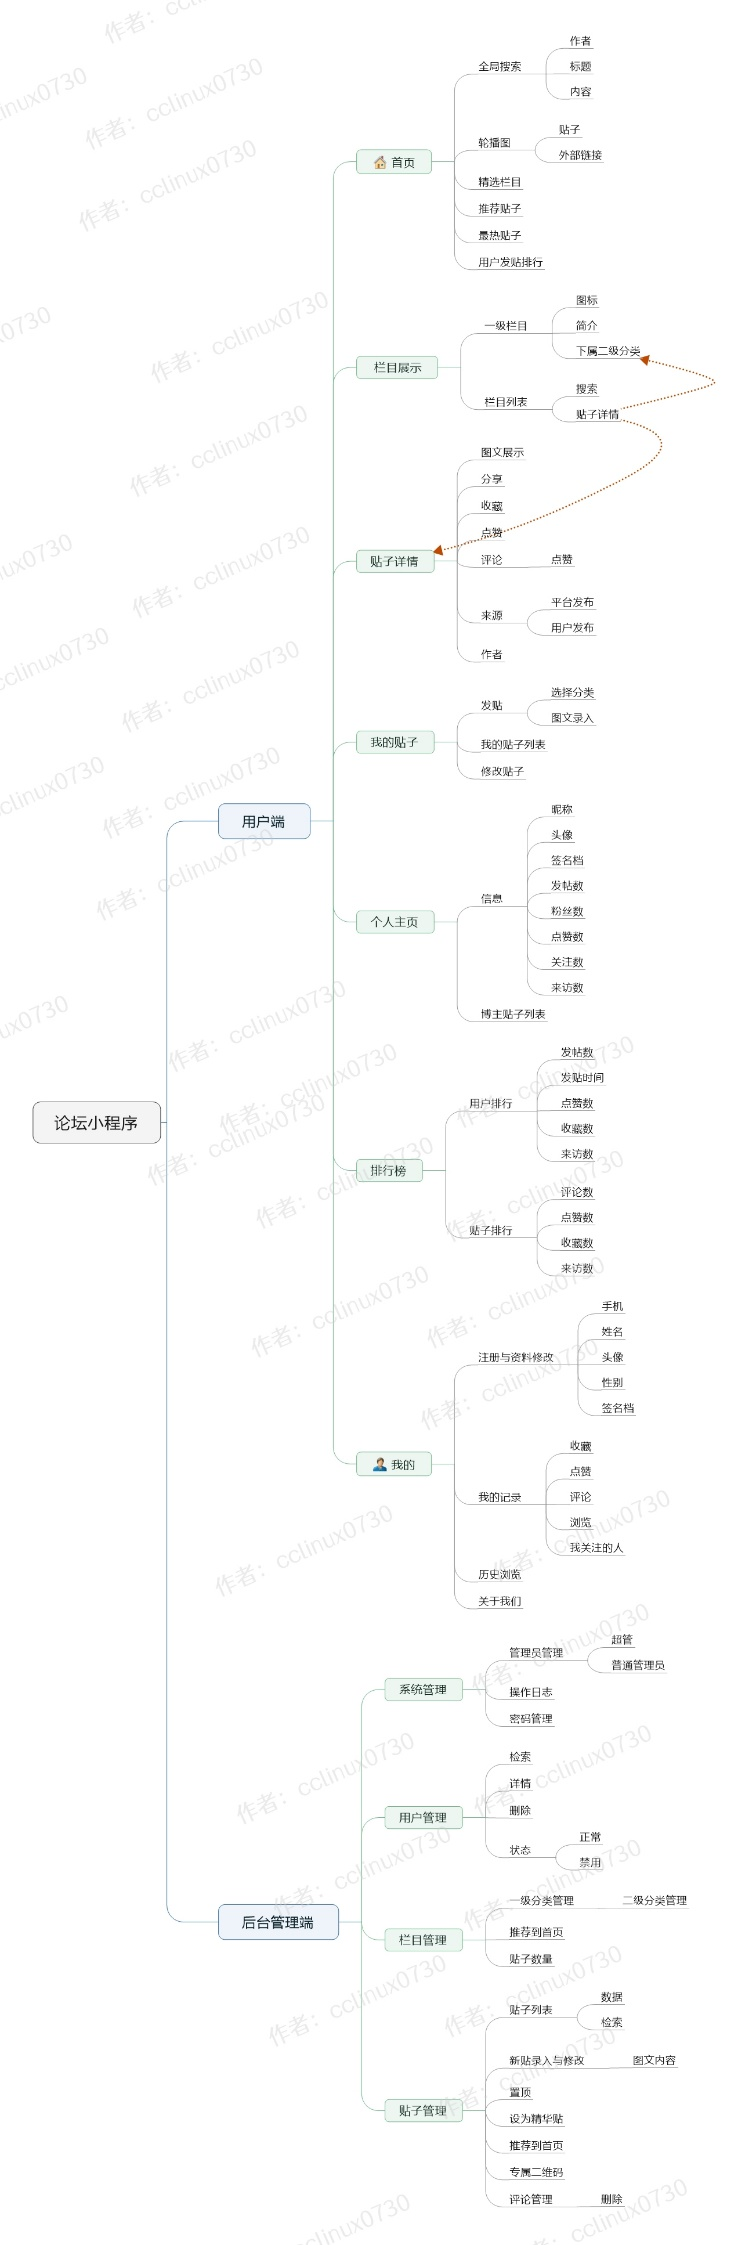 论坛小程序
用户端
首页
全局搜索
作者
标题
内容
轮播图
贴子
外部链接
精选栏目
推荐贴子
最热贴子
用户发贴排行
栏目展示
一级栏目
图标
简介
下属二级分类
栏目列表
搜索
贴子详情
贴子详情
图文展示
分享
收藏
点赞
评论
点赞
来源
平台发布
用户发布
作者
我的贴子
发贴
选择分类
图文录入
我的贴子列表
修改贴子
个人主页
信息
昵称
头像
签名档
发帖数
粉丝数
点赞数
关注数
来访数
博主贴子列表
排行榜
用户排行
发帖数
发贴时间
点赞数
收藏数
来访数
贴子排行
评论数
点赞数
收藏数
来访数
我的
注册与资料修改
手机
姓名
头像
性别
签名档
我的记录
收藏
点赞
评论
浏览
我关注的人
历史浏览
关于我们
后台管理端
系统管理
管理员管理
超管
普通管理员
操作日志
密码管理
用户管理
检索
详情
删除
状态
正常
禁用
栏目管理
一级分类管理
二级分类管理
推荐到首页
贴子数量
贴子管理
贴子列表
数据
检索
新贴录入与修改
图文内容
置顶
设为精华贴
推荐到首页
专属二维码
评论管理
删除
作者：cclinux0730